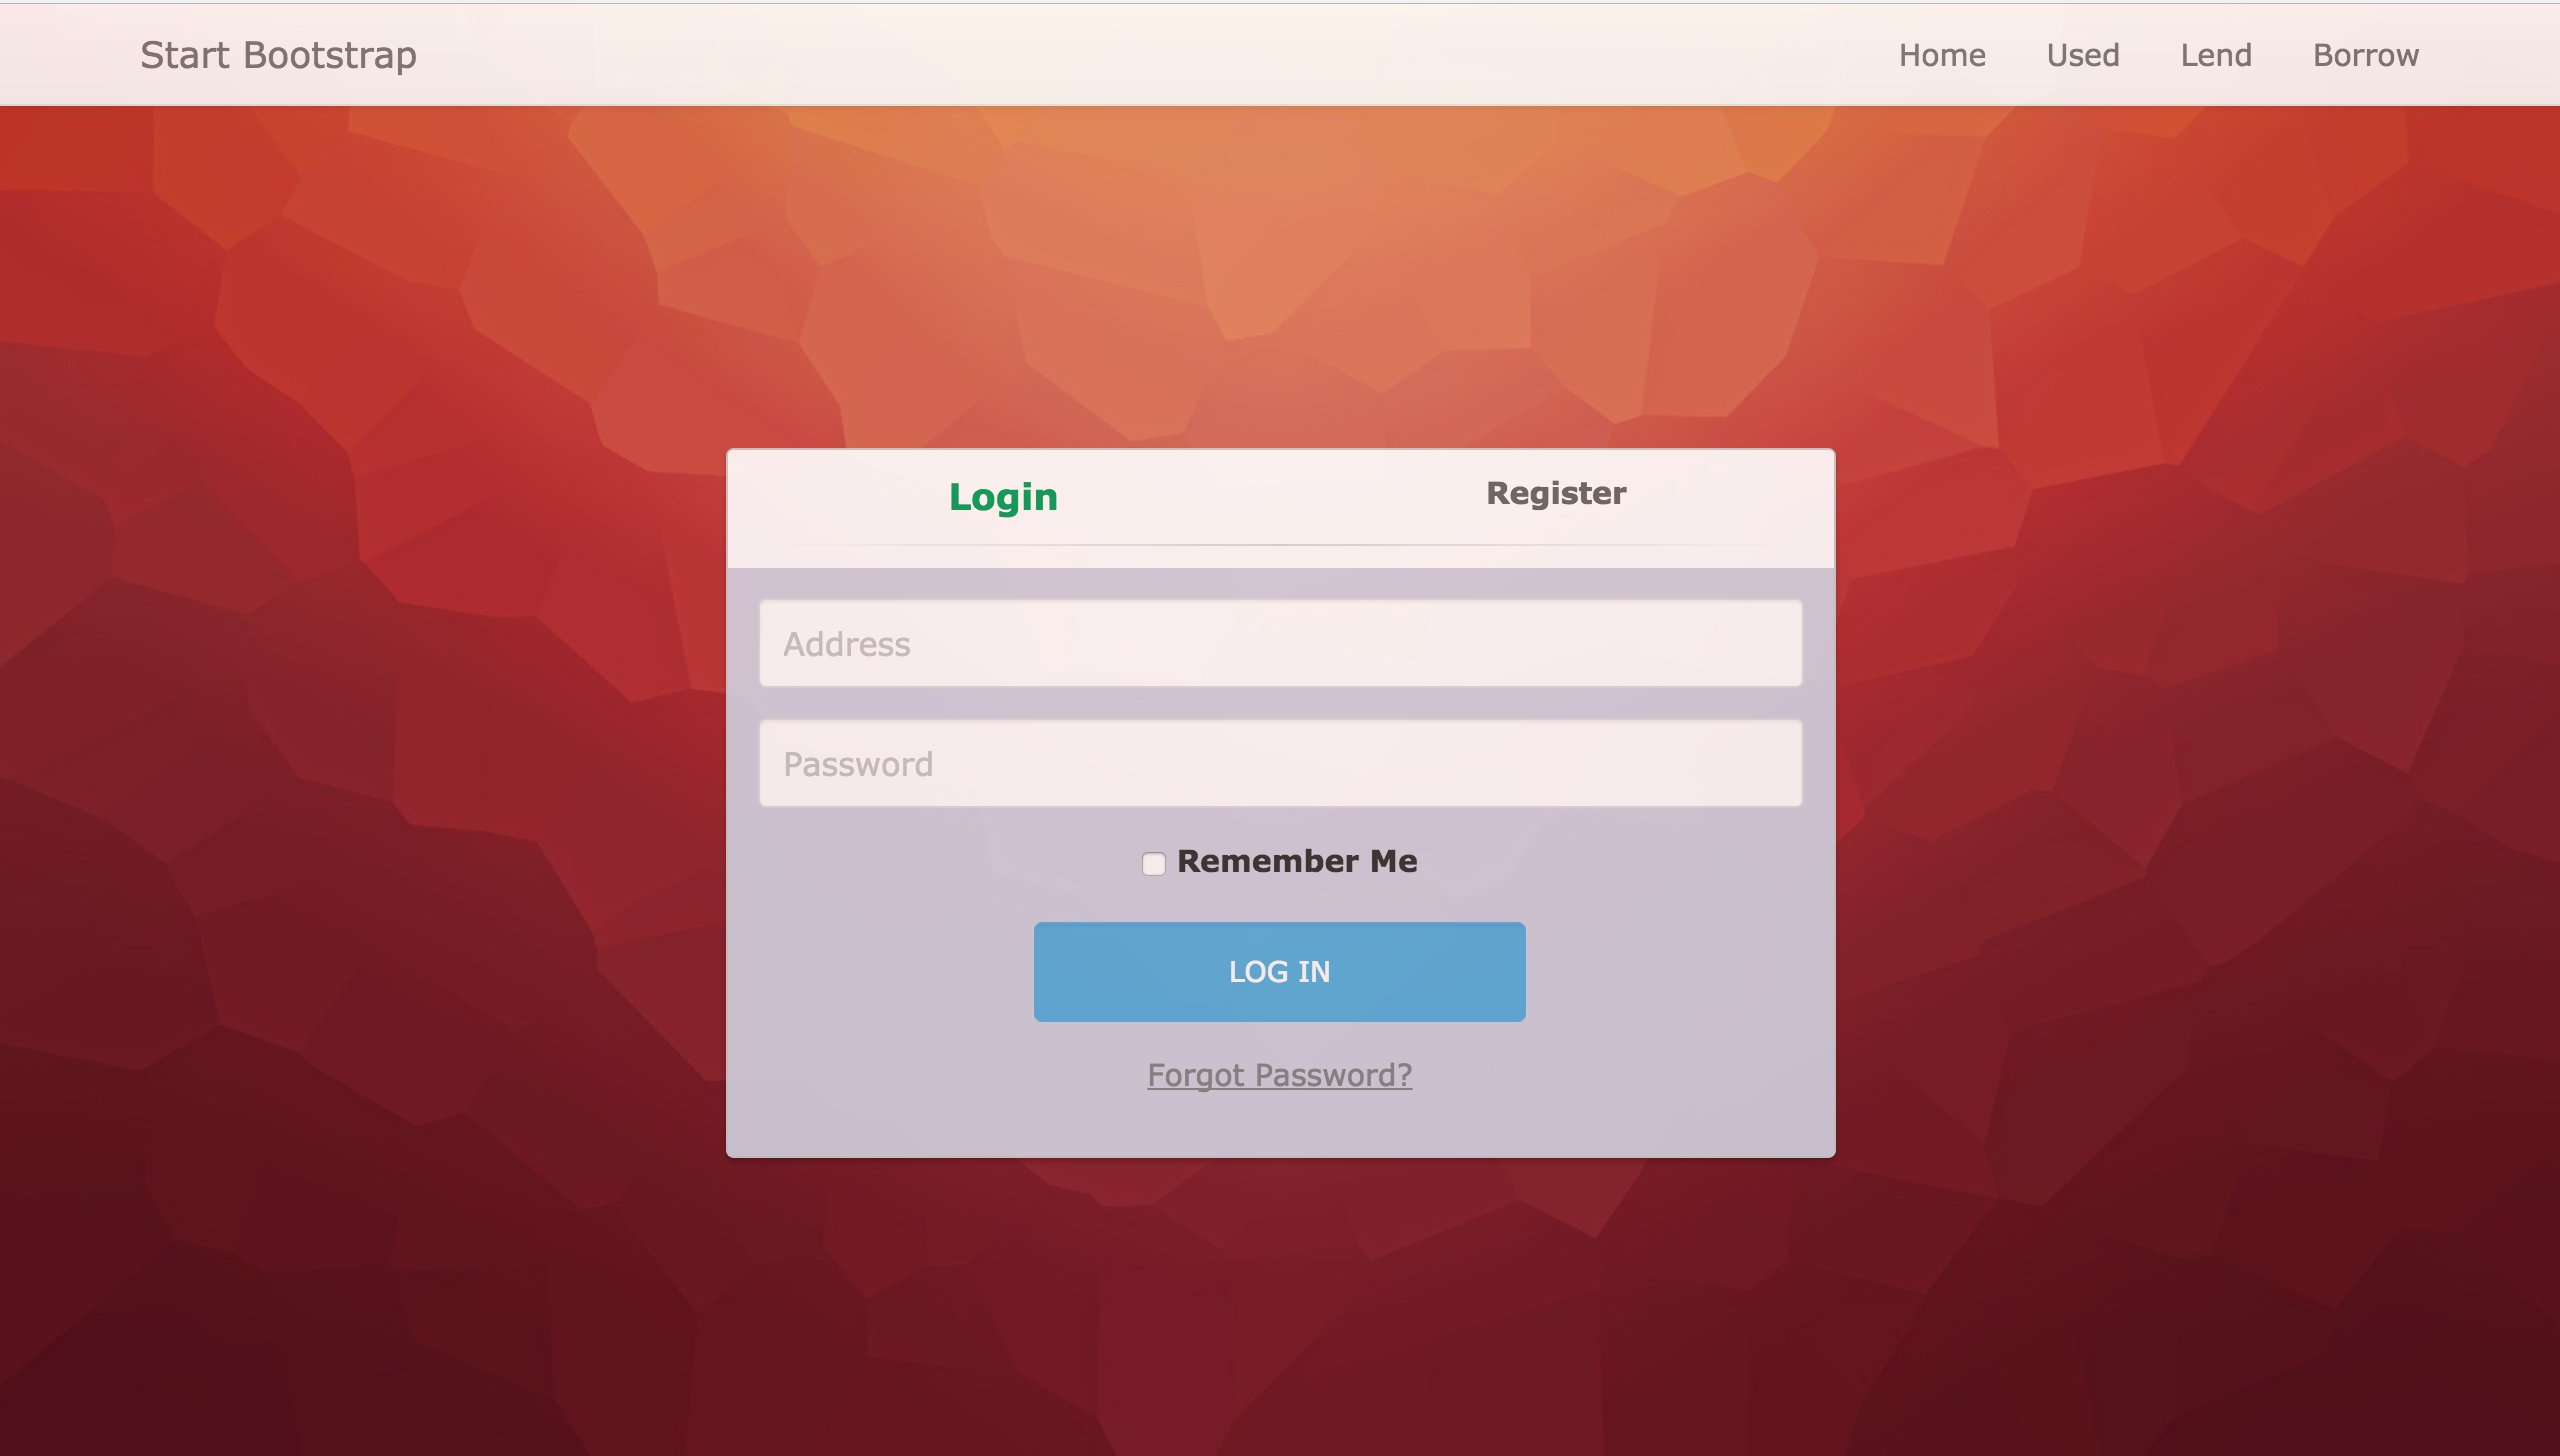 Start Bootstrap Home Used Lend Borrow
Login Register
Address
Password
Remember Me
LOG IN
Forgot Password?